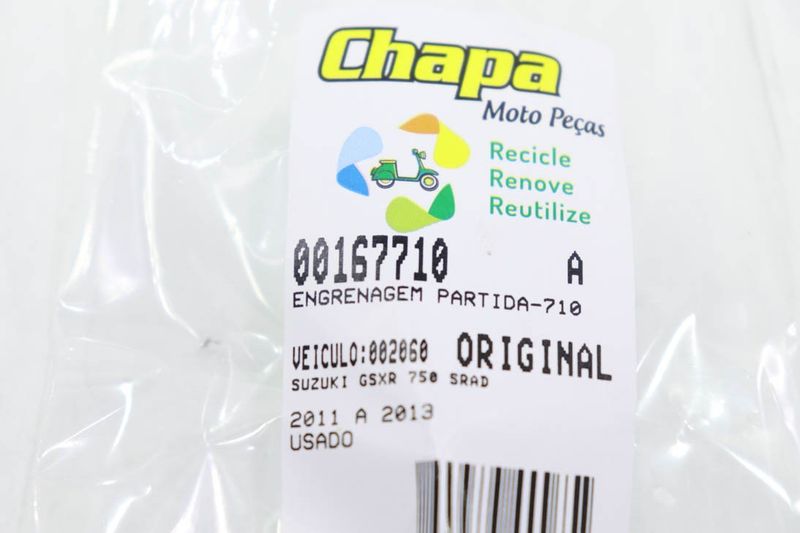 Chapa
Moto Peças
Recicle
Renove
Reutilize
00167710 A
ENGRENAGEM PARTIDA-710
VEICULO:002060 ORIGINAL
SUZUKI GSXR 750 SRAD
2011 A 2013
USADO